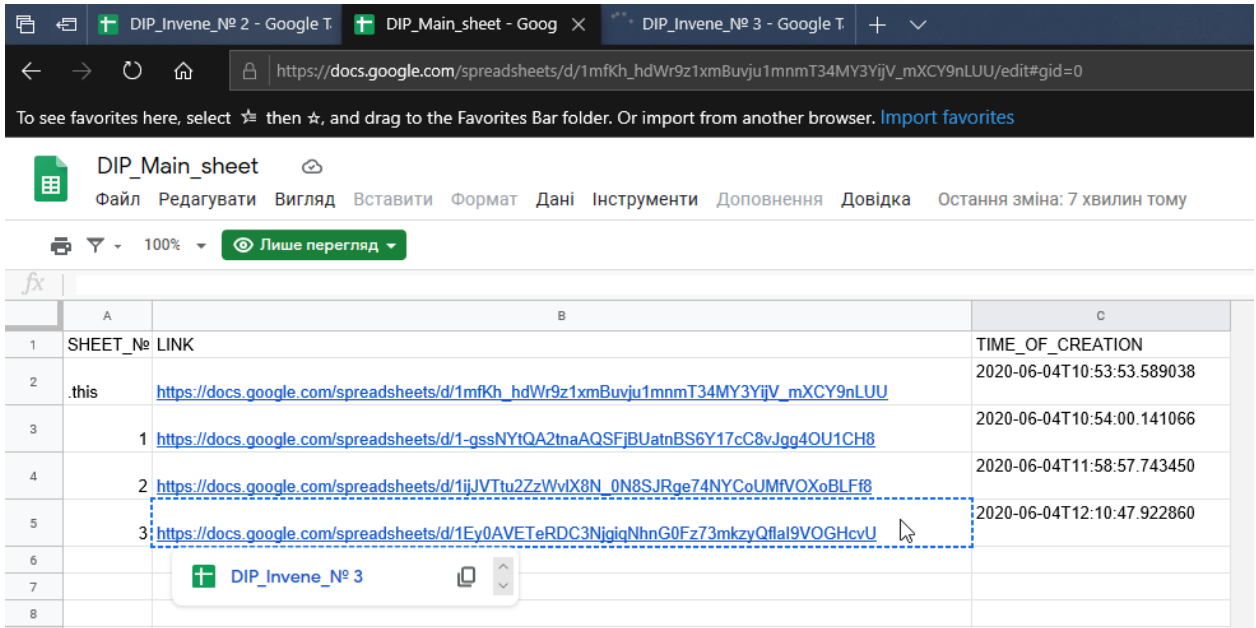 DIP_Invene_№ 2 - Google T
DIP_Main_sheet - Goog
DIP_Invene_№ 3 - Google T
https://docs.google.com/spreadsheets/d/1mfKh_hdWr9z1xmBuvju1mnmT34MY3YijV_mXCY9nLUU/edit#gid=0
To see favorites here, select then , and drag to the Favorites Bar folder. Or import from another browser. Import favorites
DIP_Main_sheet
Файл Редагувати Вигляд Вставити Формат Дані Інструменти Доповнення Довідка Остання зміна: 7 хвилин тому
100% Лише перегляд
fx
A B C
1 SHEET_№ LINK TIME_OF_CREATION
2 .this https://docs.google.com/spreadsheets/d/1mfKh_hdWr9z1xmBuvju1mnmT34MY3YijV_mXCY9nLUU 2020-06-04T10:53:53.589038
3 1 https://docs.google.com/spreadsheets/d/1-gssNYtQA2tnaAQSFjBUatnBS6Y17cC8vJgg4OU1CH8 2020-06-04T10:54:00.141066
4 2 https://docs.google.com/spreadsheets/d/1ijJVTtu2ZzWvIX8N_0N8SJRge74NYCoUMfVOXoBLFf8 2020-06-04T11:58:57.743450
5 3 https://docs.google.com/spreadsheets/d/1Ey0AVETeRDC3NjgiqNhnG0Fz73mkzyQflaI9VOGHcvU 2020-06-04T12:10:47.922860
6
DIP_Invene_№ 3
7
8